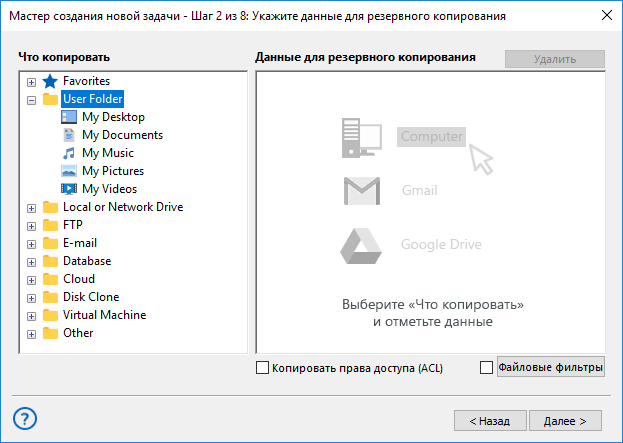 Мастер создания новой задачи - Шаг 2 из 8: Укажите данные для резервного копирования
Что копировать
Данные для резервного копирования
Удалить
Favorites
User Folder
My Desktop
My Documents
My Music
My Pictures
My Videos
Local or Network Drive
FTP
E-mail
Database
Cloud
Disk Clone
Virtual Machine
Other
Computer
Gmail
Google Drive
Выберите «Что копировать»
и отметьте данные
Копировать права доступа (ACL)
Файловые фильтры
?
< Назад
Далее >